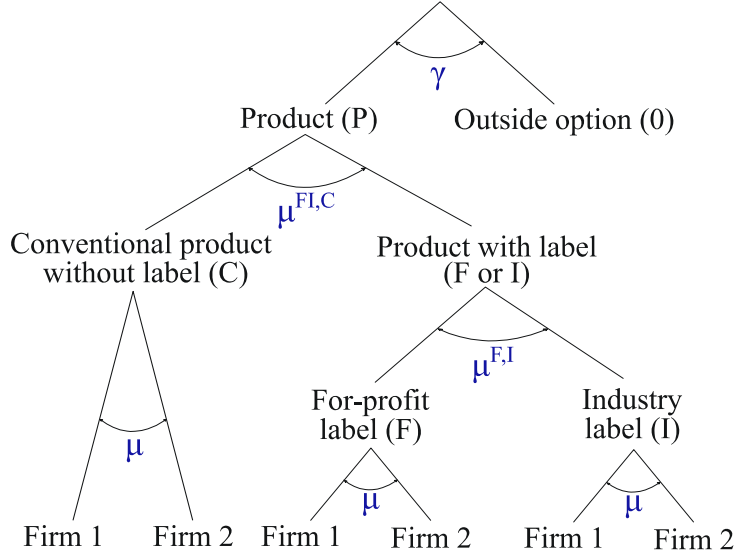 γ
Product (P)
Outside option (0)
μ^{FI,C}
Conventional product
without label (C)
Product with label
(F or I)
μ^{F,I}
For-profit
label (F)
Industry
label (I)
μ
μ
μ
Firm 1
Firm 2
Firm 1
Firm 2
Firm 1
Firm 2